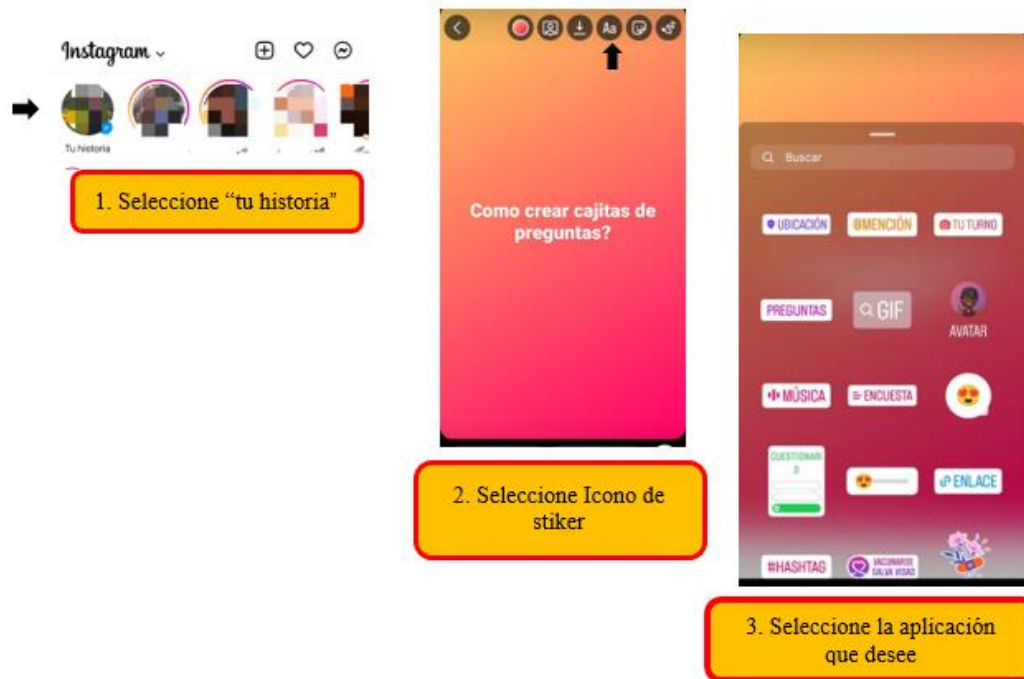 Instagram
Tu historia
1. Seleccione “tu historia”
Aa
Como crear cajitas de
preguntas?
2. Seleccione Icono de
stiker
Buscar
UBICACIÓN @MENCIÓN TU TURNO
PREGUNTAS GIF
AVATAR
MÚSICA ENCUESTA
CUESTIONARI
O
ENLACE
#HASHTAG VACUNARSE
SALVA VIDAS
3. Seleccione la aplicación
que desee